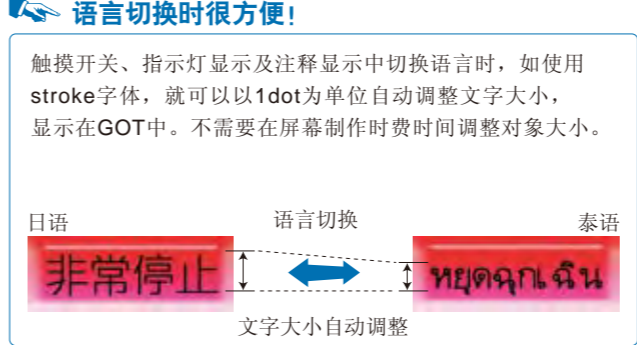 语言切换时很方便！
触摸开关、指示灯显示及注释显示中切换语言时，如使用
stroke字体，就可以以1dot为单位自动调整文字大小，
显示在GOT中。不需要在屏幕制作时费时间调整对象大小。
日语 语言切换 泰语
非常停止 หยุดฉุกเฉิน
文字大小自动调整